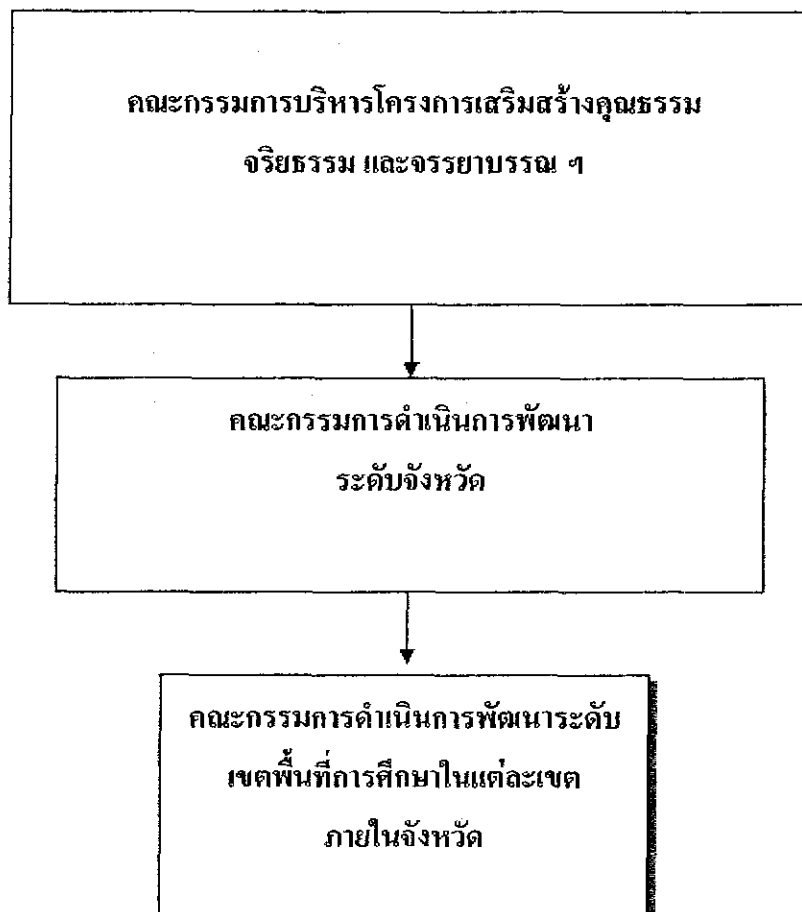 คณะกรรมการบริหารโครงการเสริมสร้างคุณธรรม
จริยธรรม และจรรยาบรรณ ฯ
คณะกรรมการดำเนินการพัฒนา
ระดับจังหวัด
คณะกรรมการดำเนินการพัฒนาระดับ
เขตพื้นที่การศึกษาในแต่ละเขต
ภายในจังหวัด